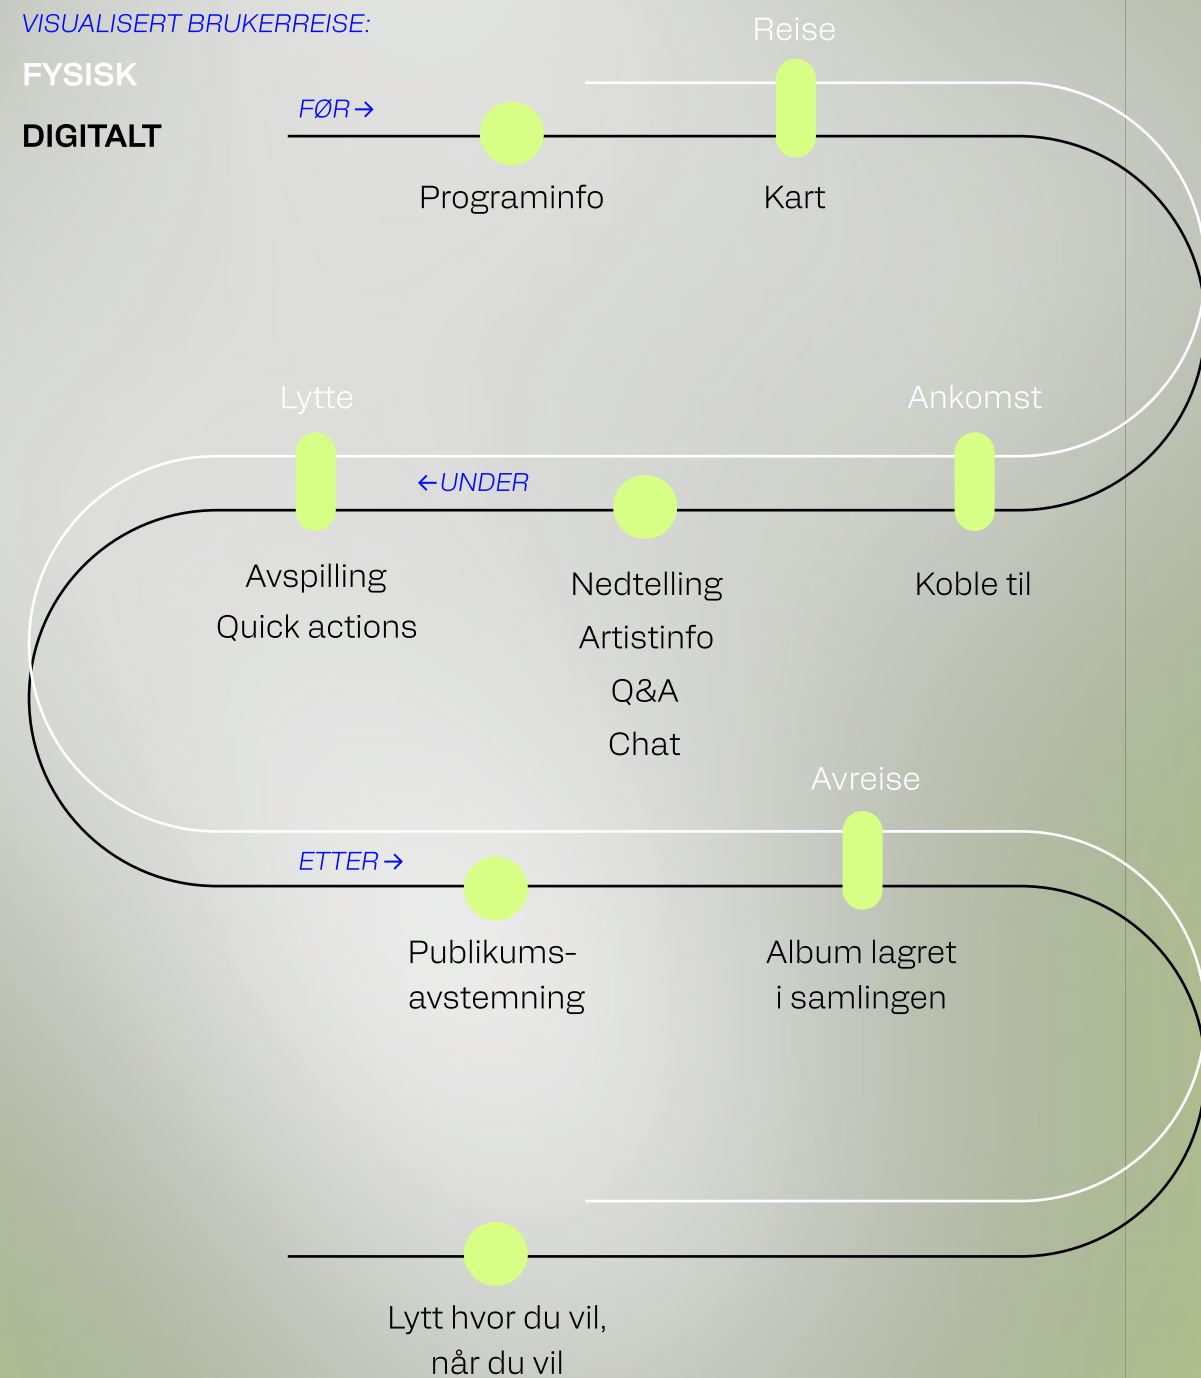 VISUALISERT BRUKERREISE:
FYSISK
DIGITALT
FØR→
Reise
Programinfo
Kart
Lytte
Ankomst
←UNDER
Avspilling
Quick actions
Nedtelling
Artistinfo
Q&A
Chat
Koble til
Avreise
ETTER→
Publikums-
avstemning
Album lagret
i samlingen
Lytt hvor du vil,
når du vil